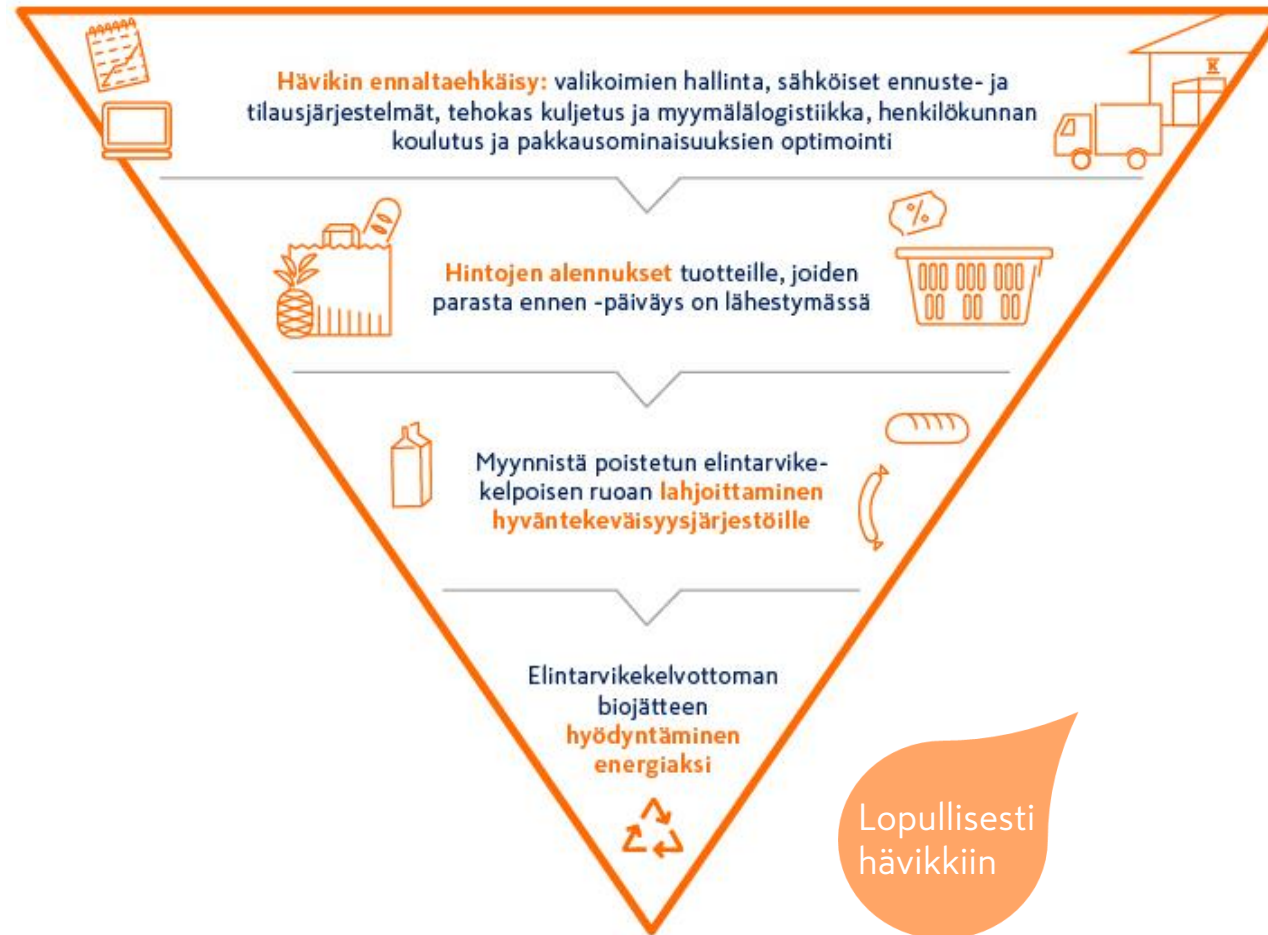 Hävikin ennaltaehkäisy: valikoimien hallinta, sähköiset ennuste- ja
tilausjärjestelmät, tehokas kuljetus ja myymälälogistiikka, henkilökunnan
koulutus ja pakkausominaisuuksien optimointi
K
%
Hintojen alennukset tuotteille, joiden
parasta ennen -päiväys on lähestymässä
Myynnistä poistetun elintarvike-
kelpoisen ruoan lahjoittaminen
hyväntekeväisyysjärjestöille
Elintarvikekelvottoman
biojätteen
hyödyntäminen
energiaksi
Lopullisesti
hävikkiin